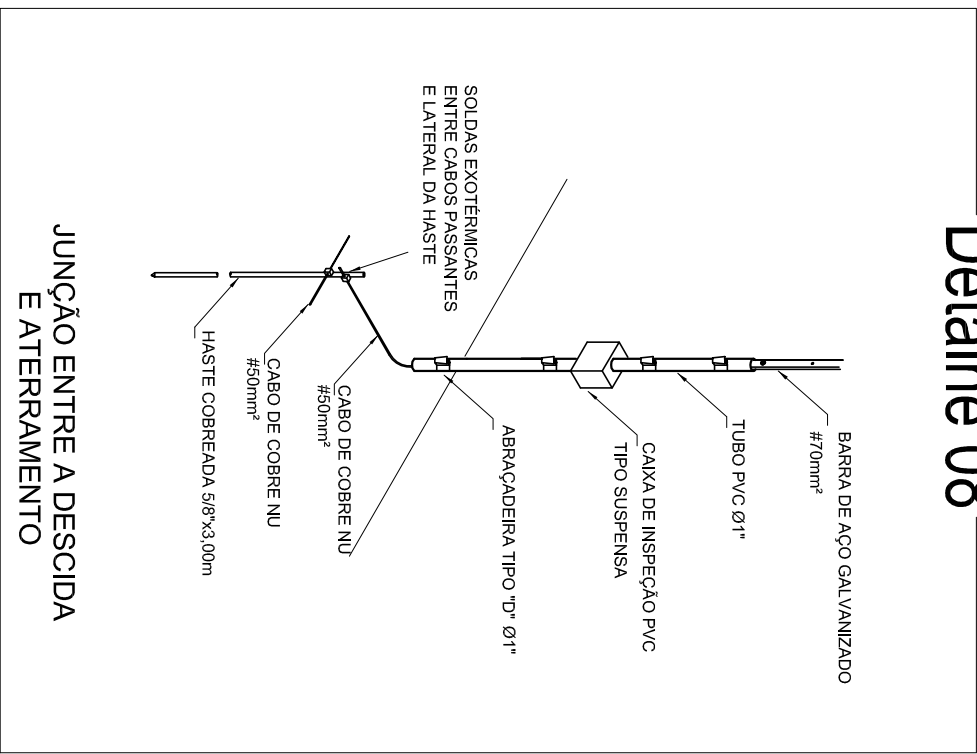 Detalhe 08
BARRA DE AÇO GALVANIZADO
#70mm²
TUBO PVC Ø1"
CAIXA DE INSPEÇÃO PVC
TIPO SUSPENSA
ABRAÇADEIRA TIPO "D" Ø1"
SOLDAS EXOTÉRMICAS
ENTRE CABOS PASSANTES
E LATERAL DA HASTE
CABO DE COBRE NU
#50mm²
CABO DE COBRE NU
#50mm²
HASTE COBREADA 5/8"x3,00m
JUNÇÃO ENTRE A DESCIDA
E ATERRAMENTO